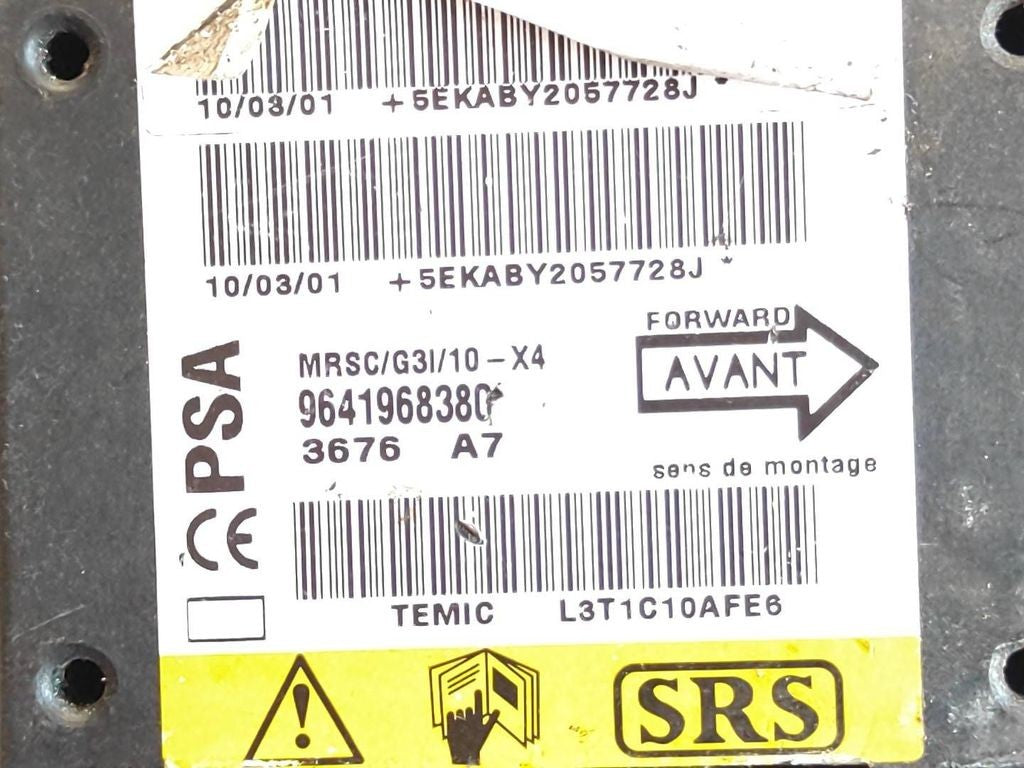 10/03/01 +5EKABY2057728J *
10/03/01 +5EKABY2057728J *
FORWARD
AVANT
sens de montage
MRSC/G3I/10-X4
9641968380
3676 A7
PSA
CE
TEMIC L3T1C10AFE6
SRS